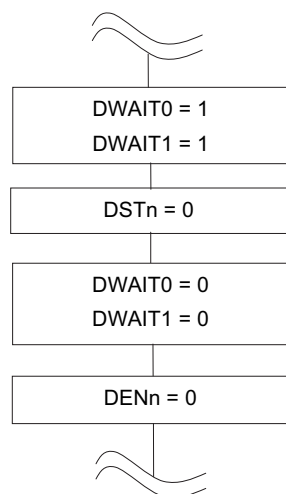 DWAIT0 = 1
DWAIT1 = 1
DSTn = 0
DWAIT0 = 0
DWAIT1 = 0
DENn = 0